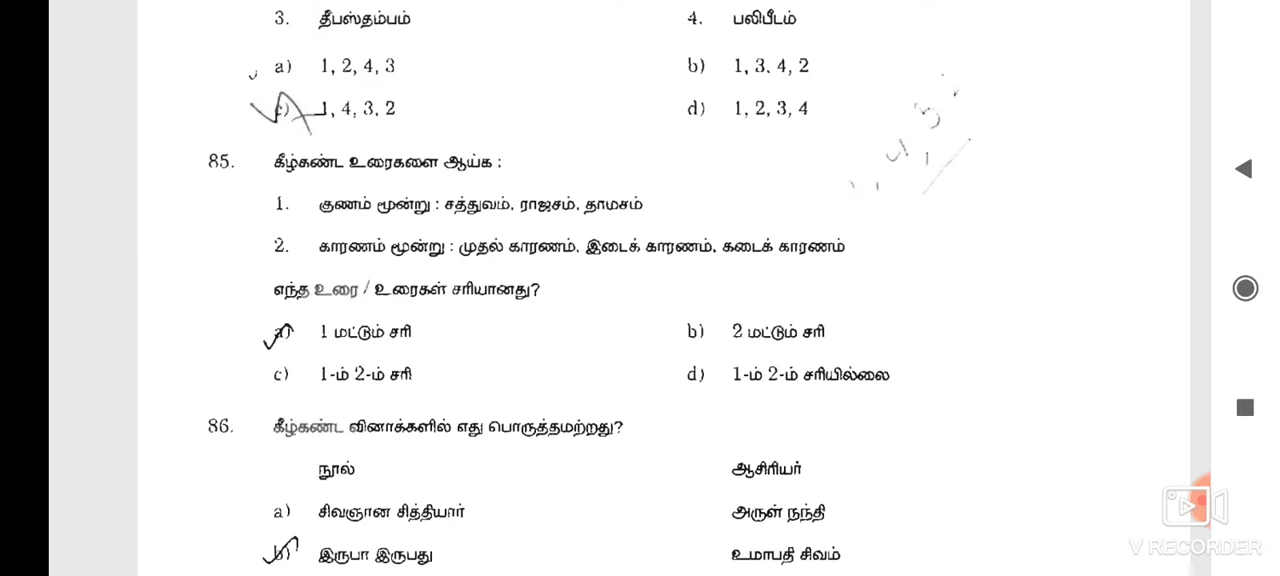 3. தீபஸ்தம்பம் 4. பலிபீடம்
a) 1, 2, 4, 3 b) 1, 3. 4, 2
c) 1, 4, 3, 2 d) 1, 2, 3, 4
85. கீழ்கண்ட உரைகளை ஆய்க :
1. குணம் மூன்று : சத்துவம், ராஜசம், தாமசம்
2. காரணம் மூன்று : முதல் காரணம், இடைக் காரணம், கடைக் காரணம்
எந்த உரை / உரைகள் சரியானது?
a) 1 மட்டும் சரி b) 2 மட்டும் சரி
c) 1-ம் 2-ம் சரி d) 1-ம் 2-ம் சரியில்லை
86. கீழ்கண்ட வினாக்களில் எது பொருத்தமற்றது?
நூல் ஆசிரியர்
a) சிவஞான சித்தியார் அருள் நந்தி
b) இருபா இருபது உமாபதி சிவம்
V RECORDER